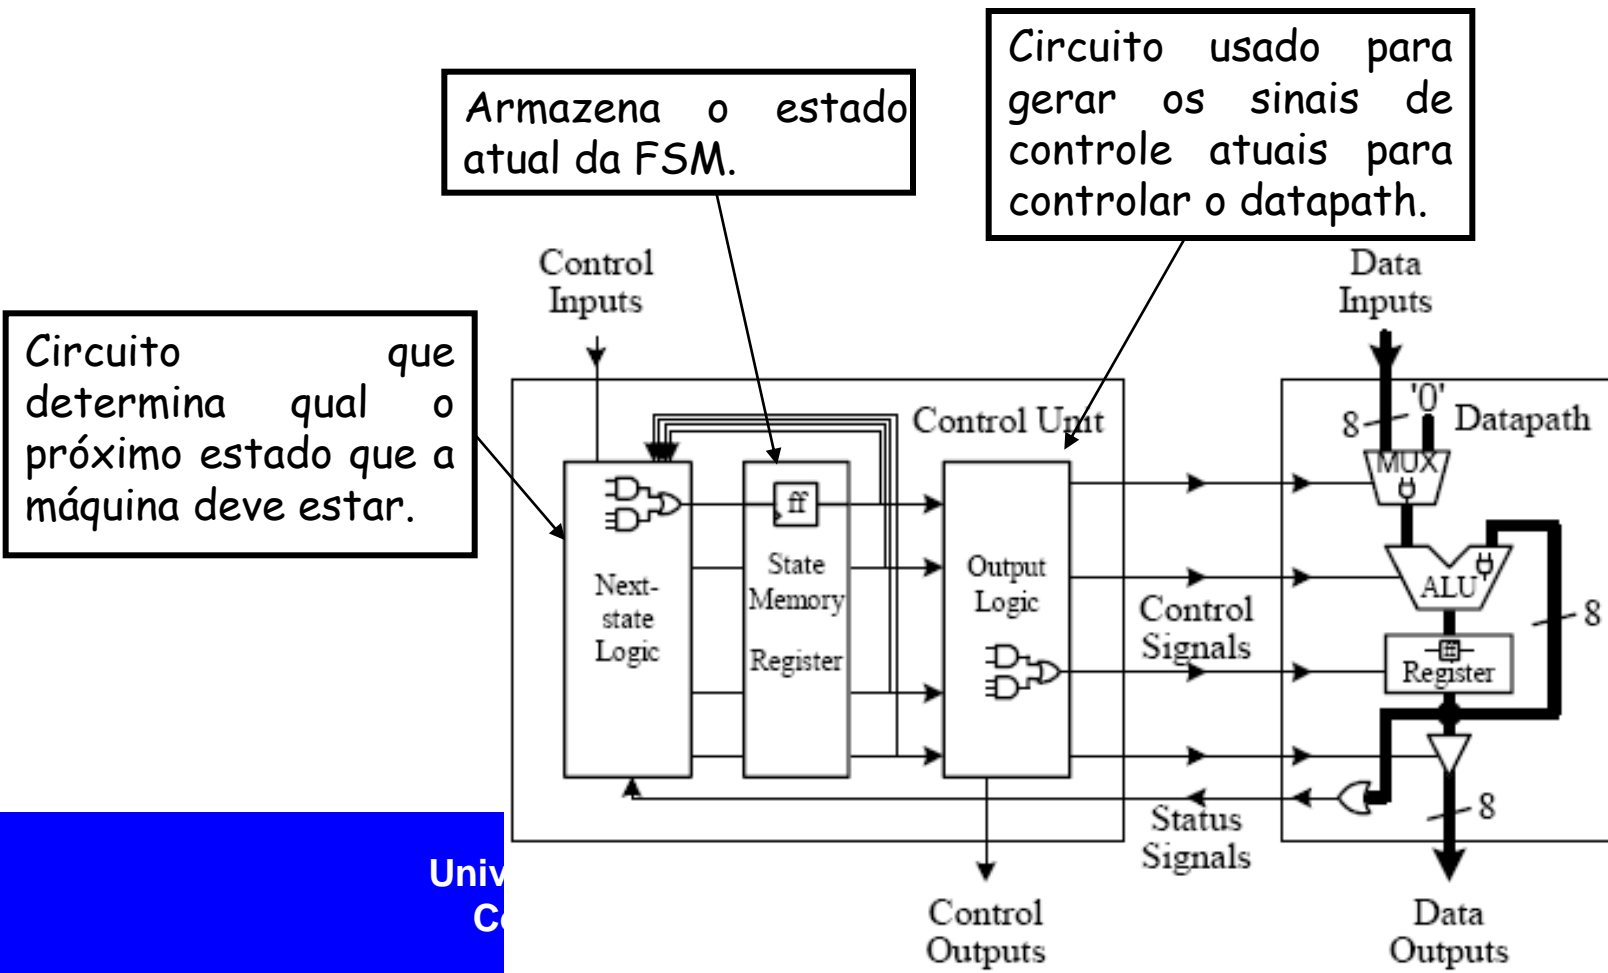 Circuito usado para
gerar os sinais de
controle atuais para
controlar o datapath.
Armazena o estado
atual da FSM.
Circuito que
determina qual o
próximo estado que a
máquina deve estar.
Control
Inputs
Data
Inputs
Control Unit
'0'
8
Datapath
MUX
ff
Next-
state
Logic
State
Memory
Register
Output
Logic
ALU
8
Control
Signals
ff
Register
Status
Signals
8
Control
Outputs
Data
Outputs